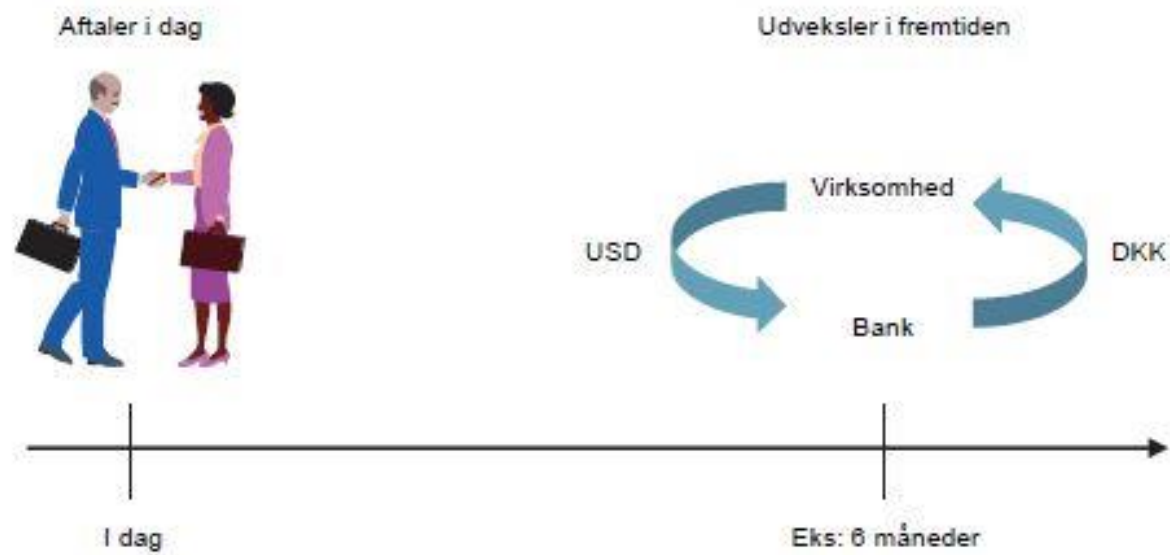 Aftaler i dag
Udveksler i fremtiden
Virksomhed
USD
DKK
Bank
I dag
Eks: 6 måneder